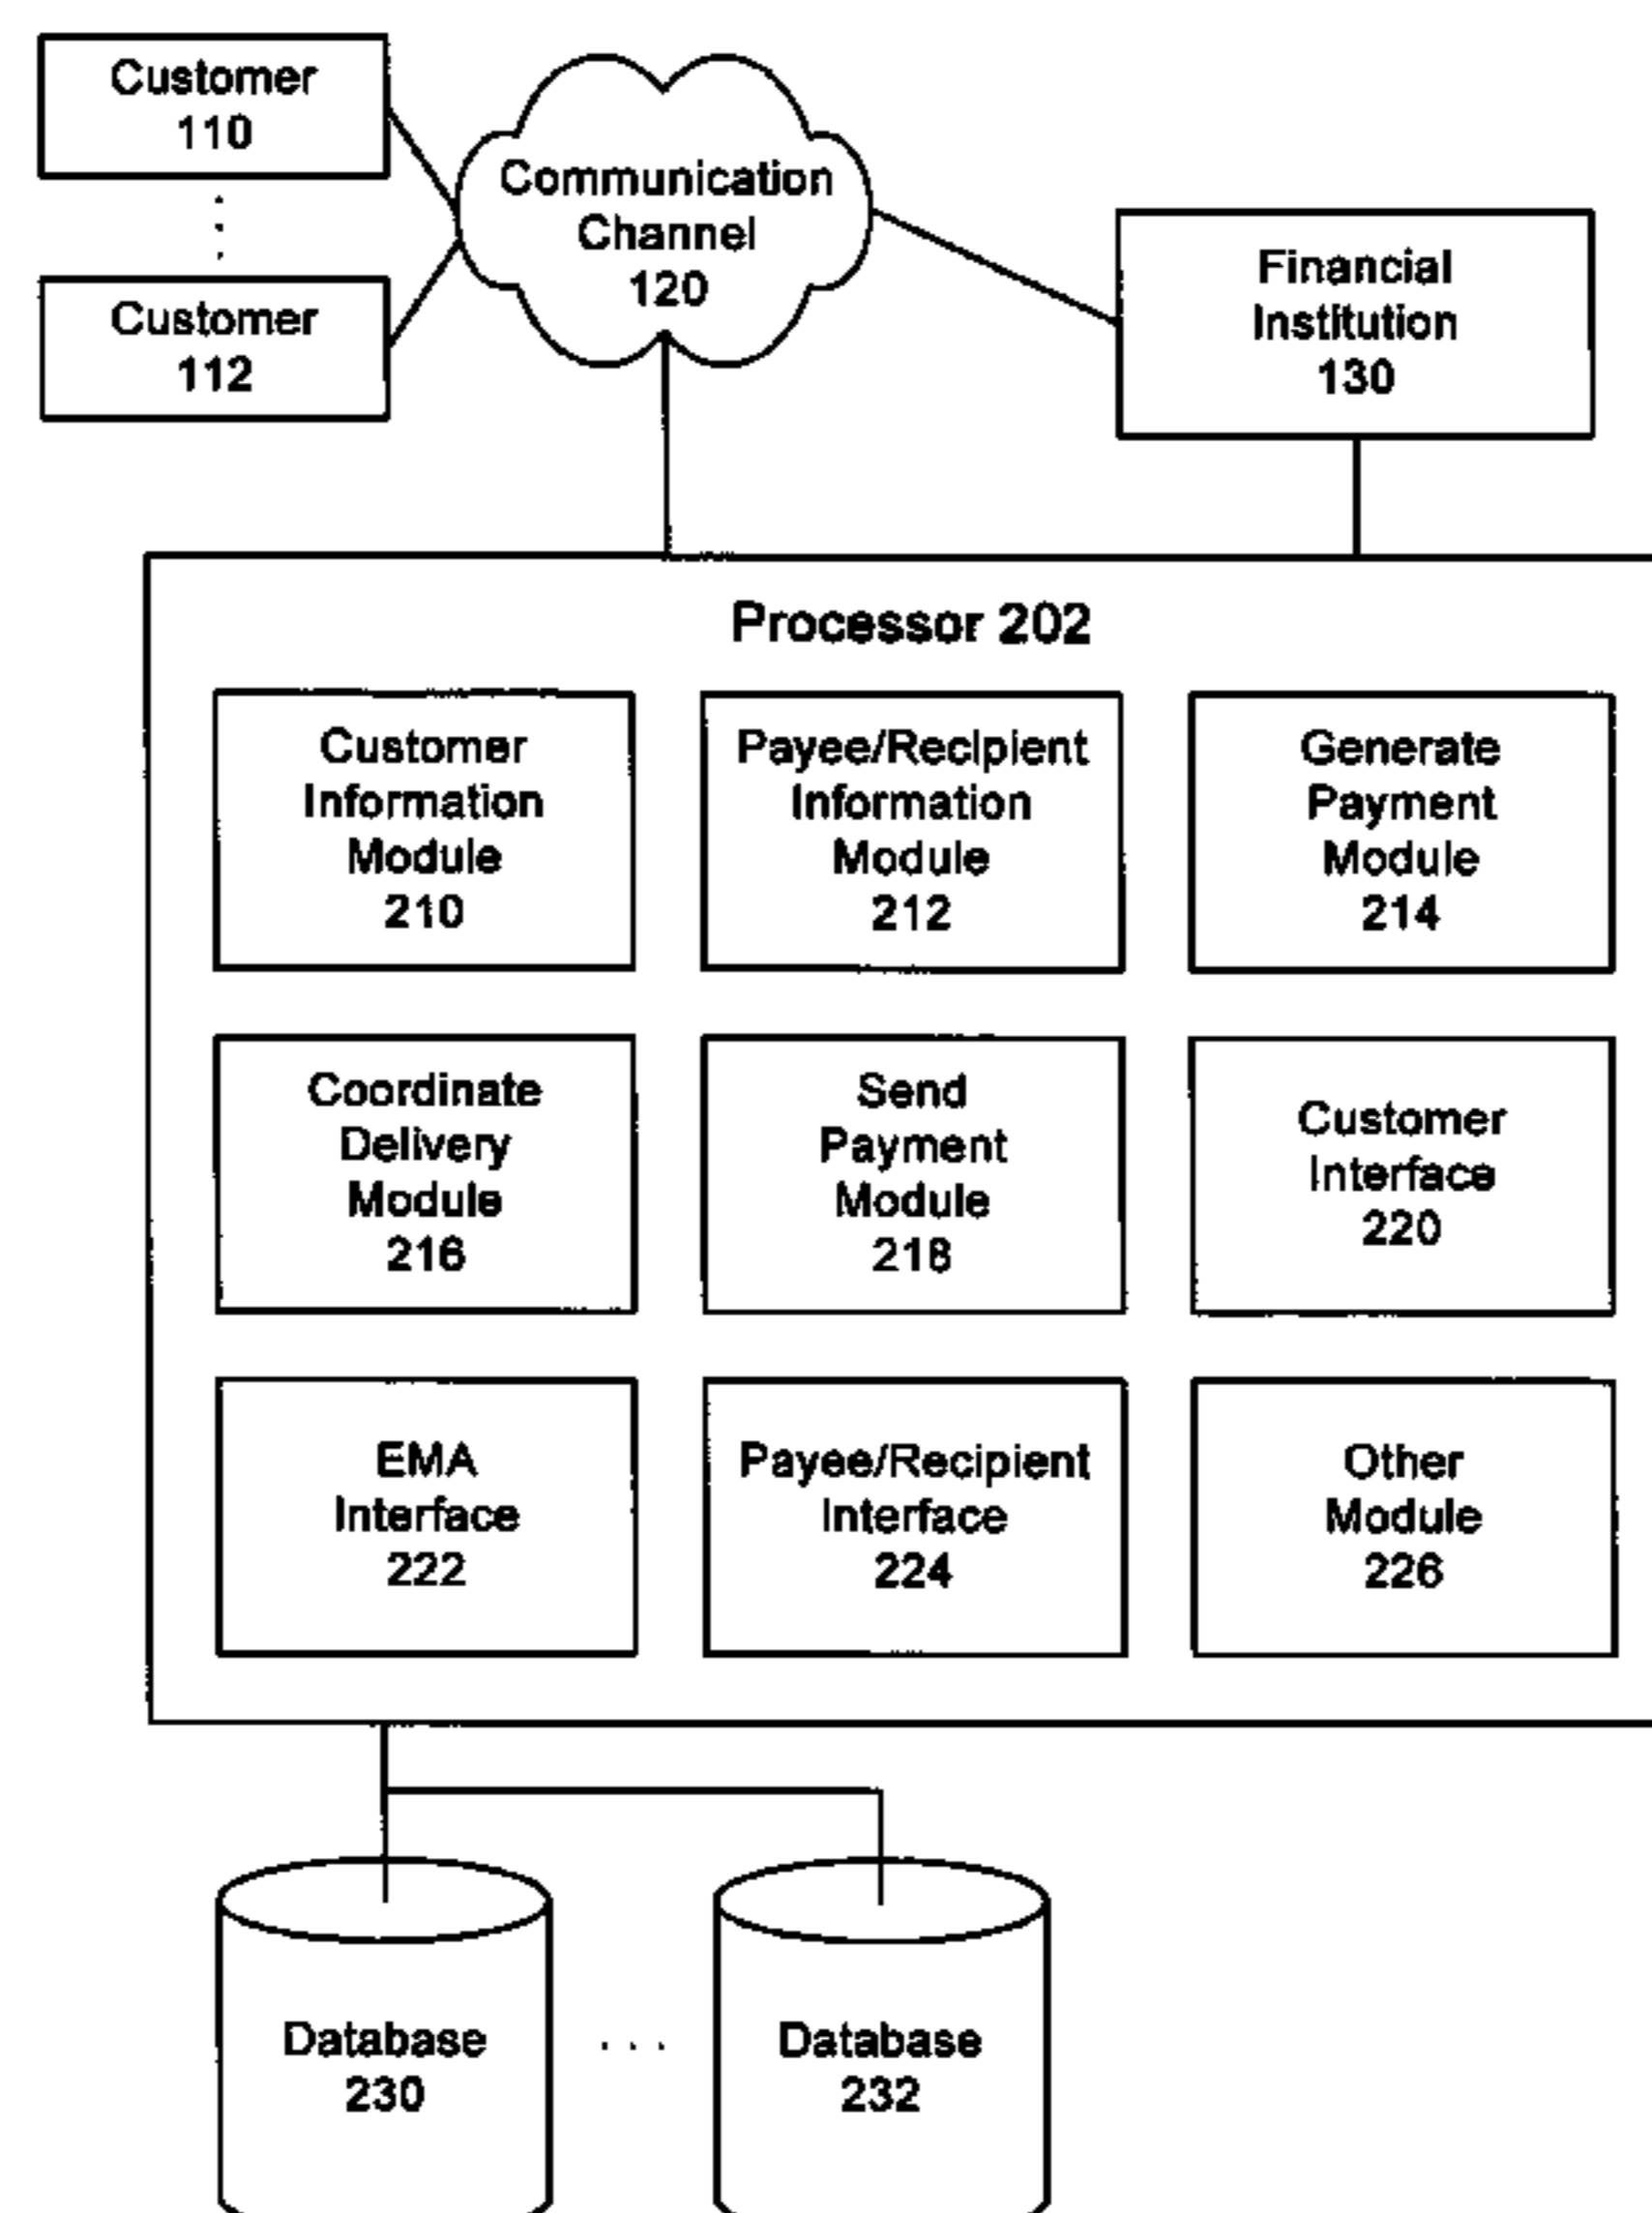 Customer
110
Communication
Channel
120
Customer
112
Financial
Institution
130
Processor 202
Customer
Information
Module
210
Payee/Recipient
Information
Module
212
Generate
Payment
Module
214
Coordinate
Delivery
Module
216
Send
Payment
Module
218
Customer
Interface
220
EMA
Interface
222
Payee/Recipient
Interface
224
Other
Module
226
Database
230
. . .
Database
232